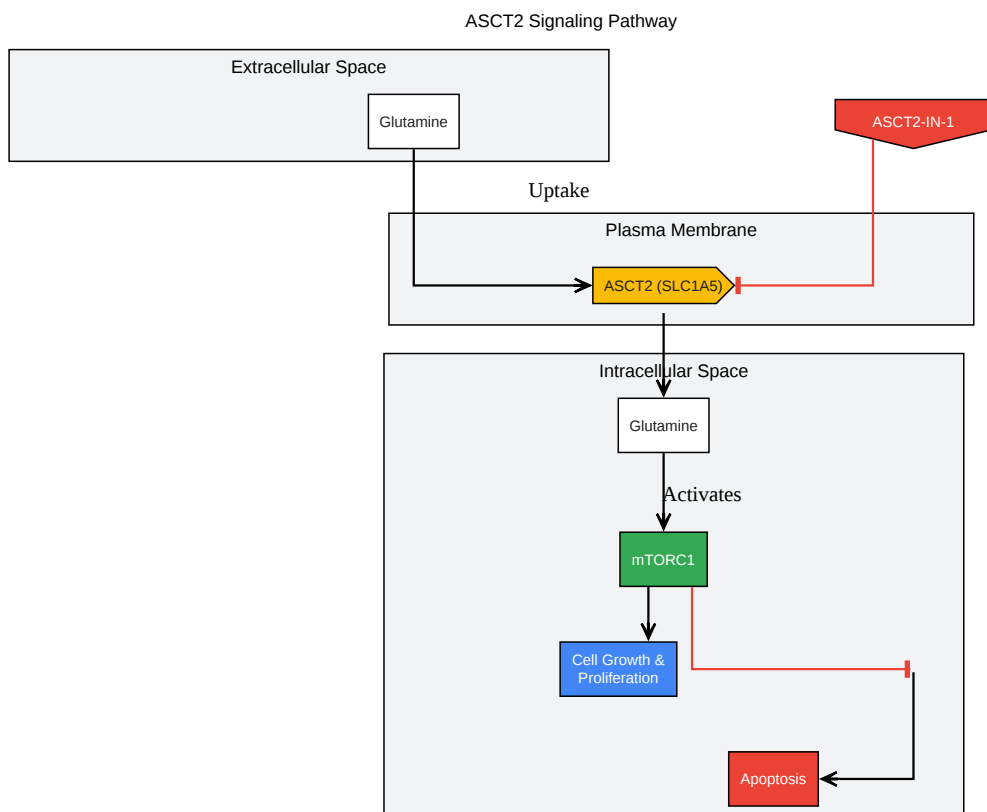 ASCT2 Signaling Pathway
Extracellular Space
Glutamine
ASCT2-IN-1
Uptake
Plasma Membrane
ASCT2 (SLC1A5)
Intracellular Space
Glutamine
Activates
mTORC1
Cell Growth &
Proliferation
Apoptosis